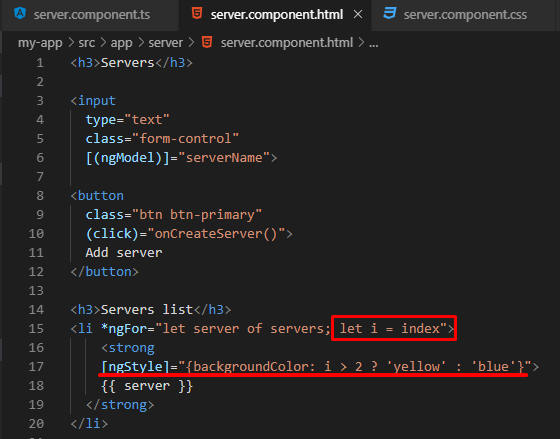 server.component.ts server.component.html × server.component.css
my-app > src > app > server > server.component.html > ...
1 <h3>Servers</h3>
2
3 <input
4 type="text"
5 class="form-control"
6 [(ngModel)]="serverName">
7
8 <button
9 class="btn btn-primary"
10 (click)="onCreateServer()">
11 Add server
12 </button>
13
14 <h3>Servers list</h3>
15 <li *ngFor="let server of servers; let i = index">
16 <strong
17 [ngStyle]="{backgroundColor: i > 2 ? 'yellow' : 'blue'}">
18 {{ server }}
19 </strong>
20 </li>